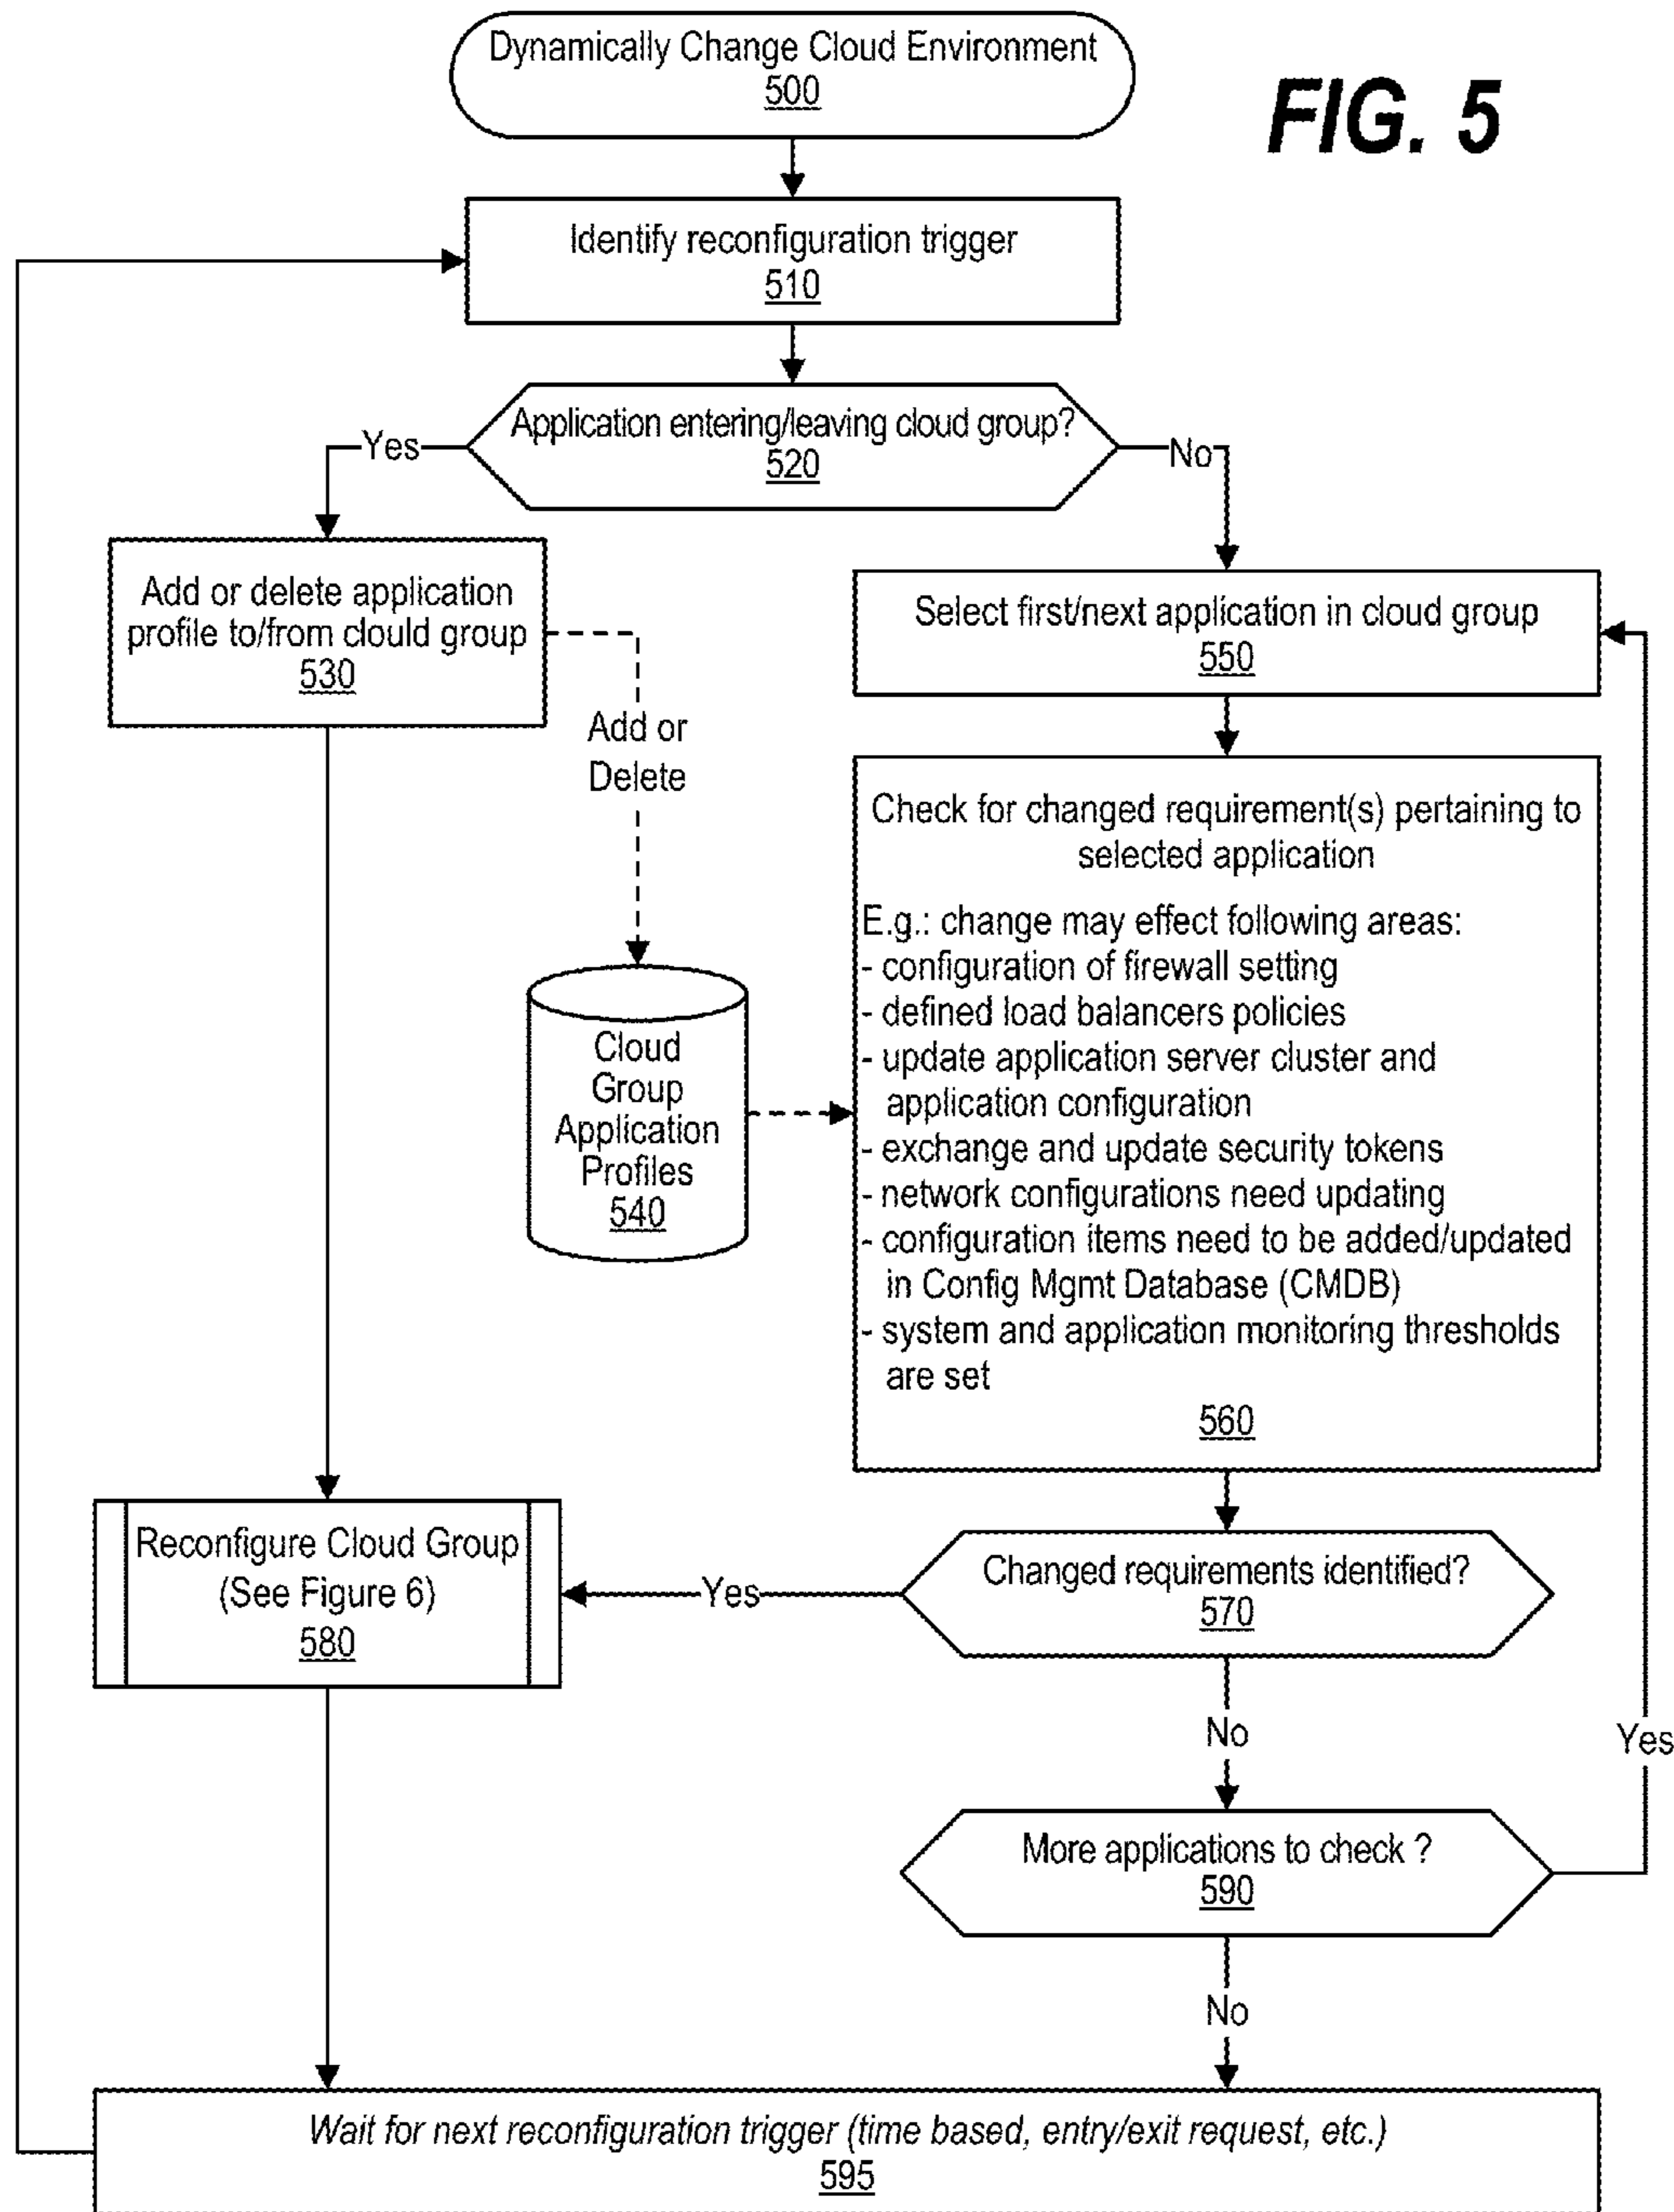 Dynamically Change Cloud Environment
500
FIG. 5
Identify reconfiguration trigger
510
Application entering/leaving cloud group?
520
Yes
No
Add or delete application
profile to/from clould group
530
Select first/next application in cloud group
550
Add or
Delete
Check for changed requirement(s) pertaining to
selected application
E.g.: change may effect following areas:
- configuration of firewall setting
- defined load balancers policies
- update application server cluster and
application configuration
- exchange and update security tokens
- network configurations need updating
- configuration items need to be added/updated
in Config Mgmt Database (CMDB)
- system and application monitoring thresholds
are set
560
Cloud
Group
Application
Profiles
540
Reconfigure Cloud Group
(See Figure 6)
580
Yes
Changed requirements identified?
570
No
Yes
More applications to check ?
590
No
Wait for next reconfiguration trigger (time based, entry/exit request, etc.)
595